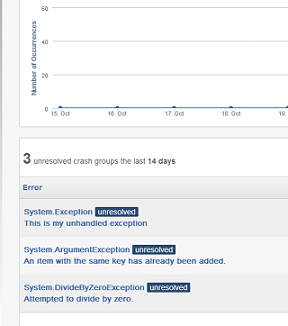 60
Number of Occurrences
40
20
0
15. Oct 16. Oct 17. Oct 18. Oct 19.
3 unresolved crash groups the last 14 days
Error
System.Exception unresolved
This is my unhandled exception
System.ArgumentException unresolved
An item with the same key has already been added.
System.DivideByZeroException unresolved
Attempted to divide by zero.